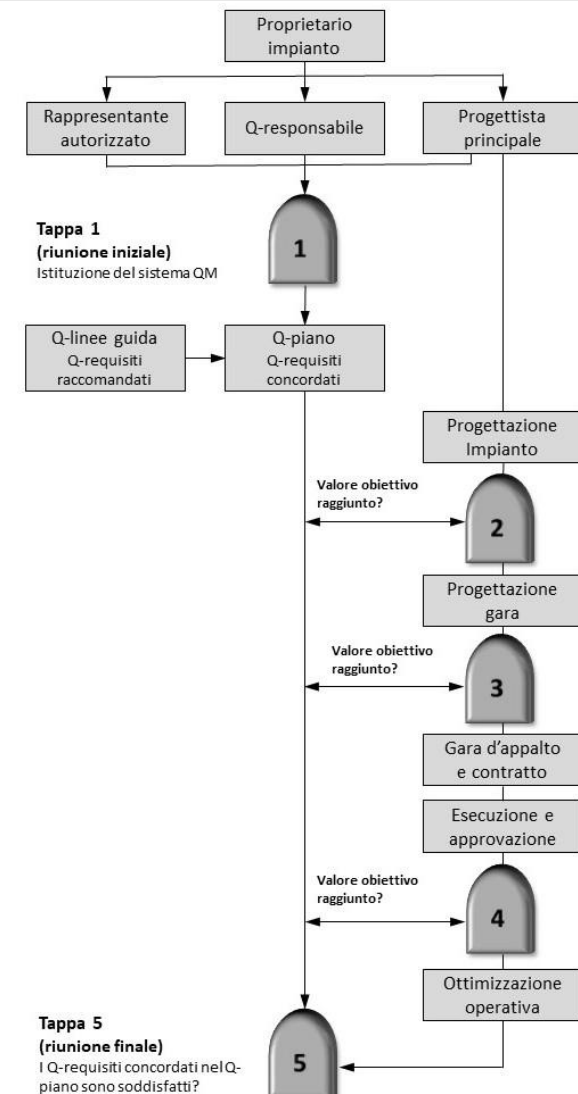 Proprietario
impianto
Rappresentante
autorizzato
Q-responsabile
Progettista
principale
Tappa 1
(riunione iniziale)
Istituzione del sistema QM
1
Q-linee guida
Q-requisiti
raccomandati
Q-piano
Q-requisiti
concordati
Progettazione
Impianto
Valore obiettivo
raggiunto?
2
Progettazione
gara
Valore obiettivo
raggiunto?
3
Gara d'appalto
e contratto
Esecuzione e
approvazione
Valore obiettivo
raggiunto?
4
Ottimizzazione
operativa
Tappa 5
(riunione finale)
I Q-requisiti concordati nel Q-
piano sono soddisfatti?
5